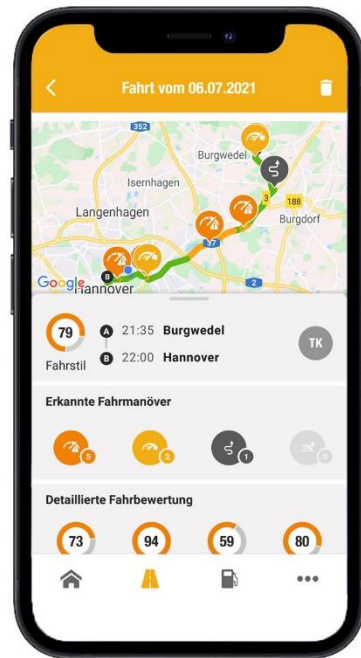 Fahrt vom 06.07.2021
352
Burgwedel
Isernhagen
3
188
Langenhagen
Burgdorf
37
2
Google
Hannover
B
79
A 21:35 Burgwedel
TK
Fahrstil
B 22:00 Hannover
Erkannte Fahrmanöver
5
2
1
0
Detaillierte Fahrbewertung
73
94
59
80